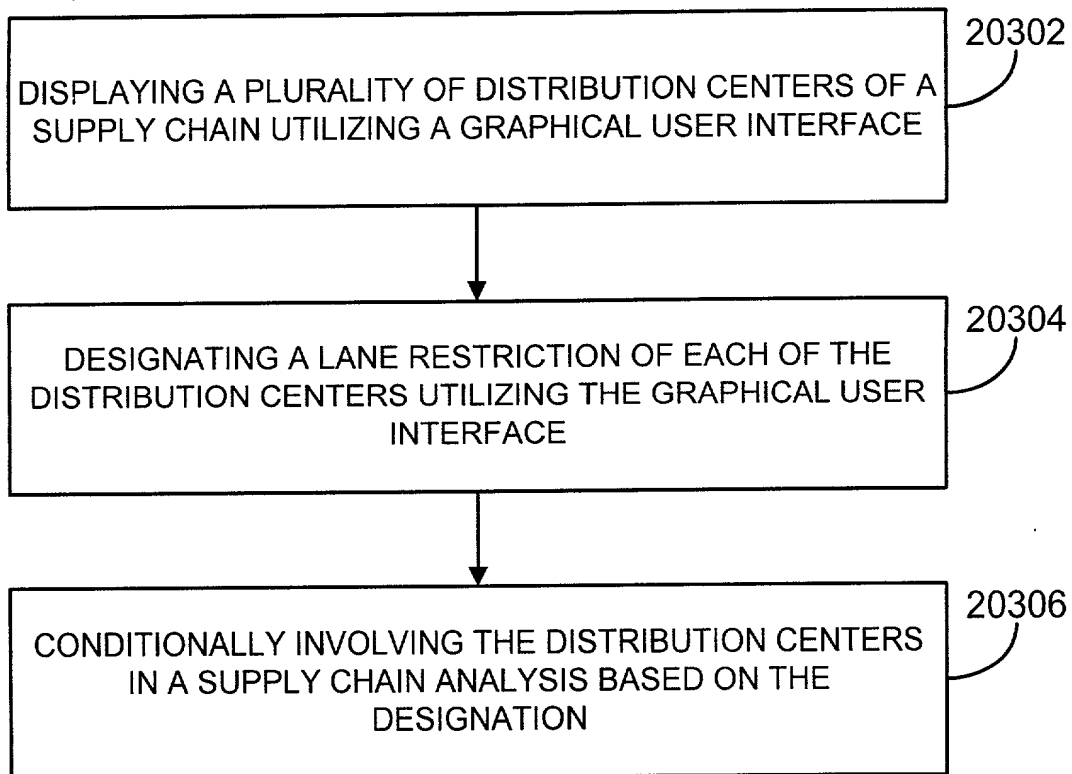 20302
DISPLAYING A PLURALITY OF DISTRIBUTION CENTERS OF A
SUPPLY CHAIN UTILIZING A GRAPHICAL USER INTERFACE
20304
DESIGNATING A LANE RESTRICTION OF EACH OF THE
DISTRIBUTION CENTERS UTILIZING THE GRAPHICAL USER
INTERFACE
20306
CONDITIONALLY INVOLVING THE DISTRIBUTION CENTERS
IN A SUPPLY CHAIN ANALYSIS BASED ON THE
DESIGNATION